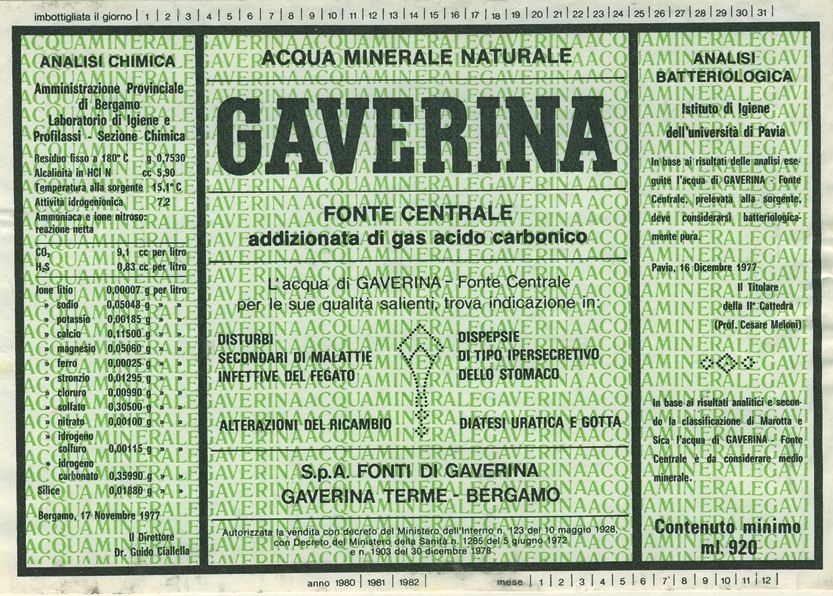 imbottigliata il giorno | 1 | 2 | 3 | 4 | 5 | 6 | 7 | 8 | 9 | 10 | 11 | 12 | 13 | 14 | 15 | 16 | 17 | 18 | 19 | 20 | 21 | 22 | 23 | 24 | 25 | 26 | 27 | 28 | 29 | 30 | 31 |
ANALISI CHIMICA
Amministrazione Provinciale
di Bergamo
Laboratorio di Igiene e
Profilassi - Sezione Chimica
Residuo fisso a 180° C g 0,7530
Alcalinità in HCl N cc 5,90
Temperatura alla sorgente 15,1° C
Attività idrogenionica 7,2
Ammoniaca e ione nitroso:
reazione netta
CO₂ 9,1 cc per litro
H₂S 0,83 cc per litro
Ione litio 0,00007 g per litro
» sodio 0,05048 g » »
» potassio 0,00185 g » »
» calcio 0,11500 g » »
» magnesio 0,05060 g » »
» ferro 0,00025 g » »
» stronzio 0,01295 g » »
» cloruro 0,00990 g » »
» solfato 0,30500 g » »
» nitrato 0,00100 g » »
» idrogeno
solfuro 0,00115 g » »
» idrogeno
carbonato 0,35990 g » »
Silice 0,01880 g » »
Bergamo, 17 Novembre 1977
Il Direttore
Dr. Guido Ciallella
ACQUA MINERALE NATURALE
GAVERINA
FONTE CENTRALE
addizionata di gas acido carbonico
L'acqua di GAVERINA - Fonte Centrale
per le sue qualità salienti, trova indicazione in:
DISTURBI
SECONDARI DI MALATTIE
INFETTIVE DEL FEGATO
DISPEPSIE
DI TIPO IPERSECRETIVO
DELLO STOMACO
ALTERAZIONI DEL RICAMBIO
DIATESI URATICA E GOTTA
S.p.A. FONTI DI GAVERINA
GAVERINA TERME - BERGAMO
Autorizzata la vendita con decreto del Ministero dell'Interno n. 123 del 10 maggio 1928,
con Decreto del Ministero della Sanità n. 1285 del 5 giugno 1972
e n. 1903 del 30 dicembre 1978
ANALISI
BATTERIOLOGICA
Istituto di Igiene
dell'università di Pavia
In base ai risultati delle analisi ese-
guite l'acqua di GAVERINA - Fonte
Centrale, prelevata alla sorgente,
deve considerarsi batteriologica-
mente pura.
Pavia, 16 Dicembre 1977
Il Titolare
della IIª Cattedra
(Prof. Cesare Meloni)
In base ai risultati analitici e secon-
do la classificazione di Marotta e
Sica l'acqua di GAVERINA - Fonte
Centrale è da considerare medio
minerale.
Contenuto minimo
ml. 920
anno 1980 | 1981 | 1982 | mese | 1 | 2 | 3 | 4 | 5 | 6 | 7 | 8 | 9 | 10 | 11 | 12 |